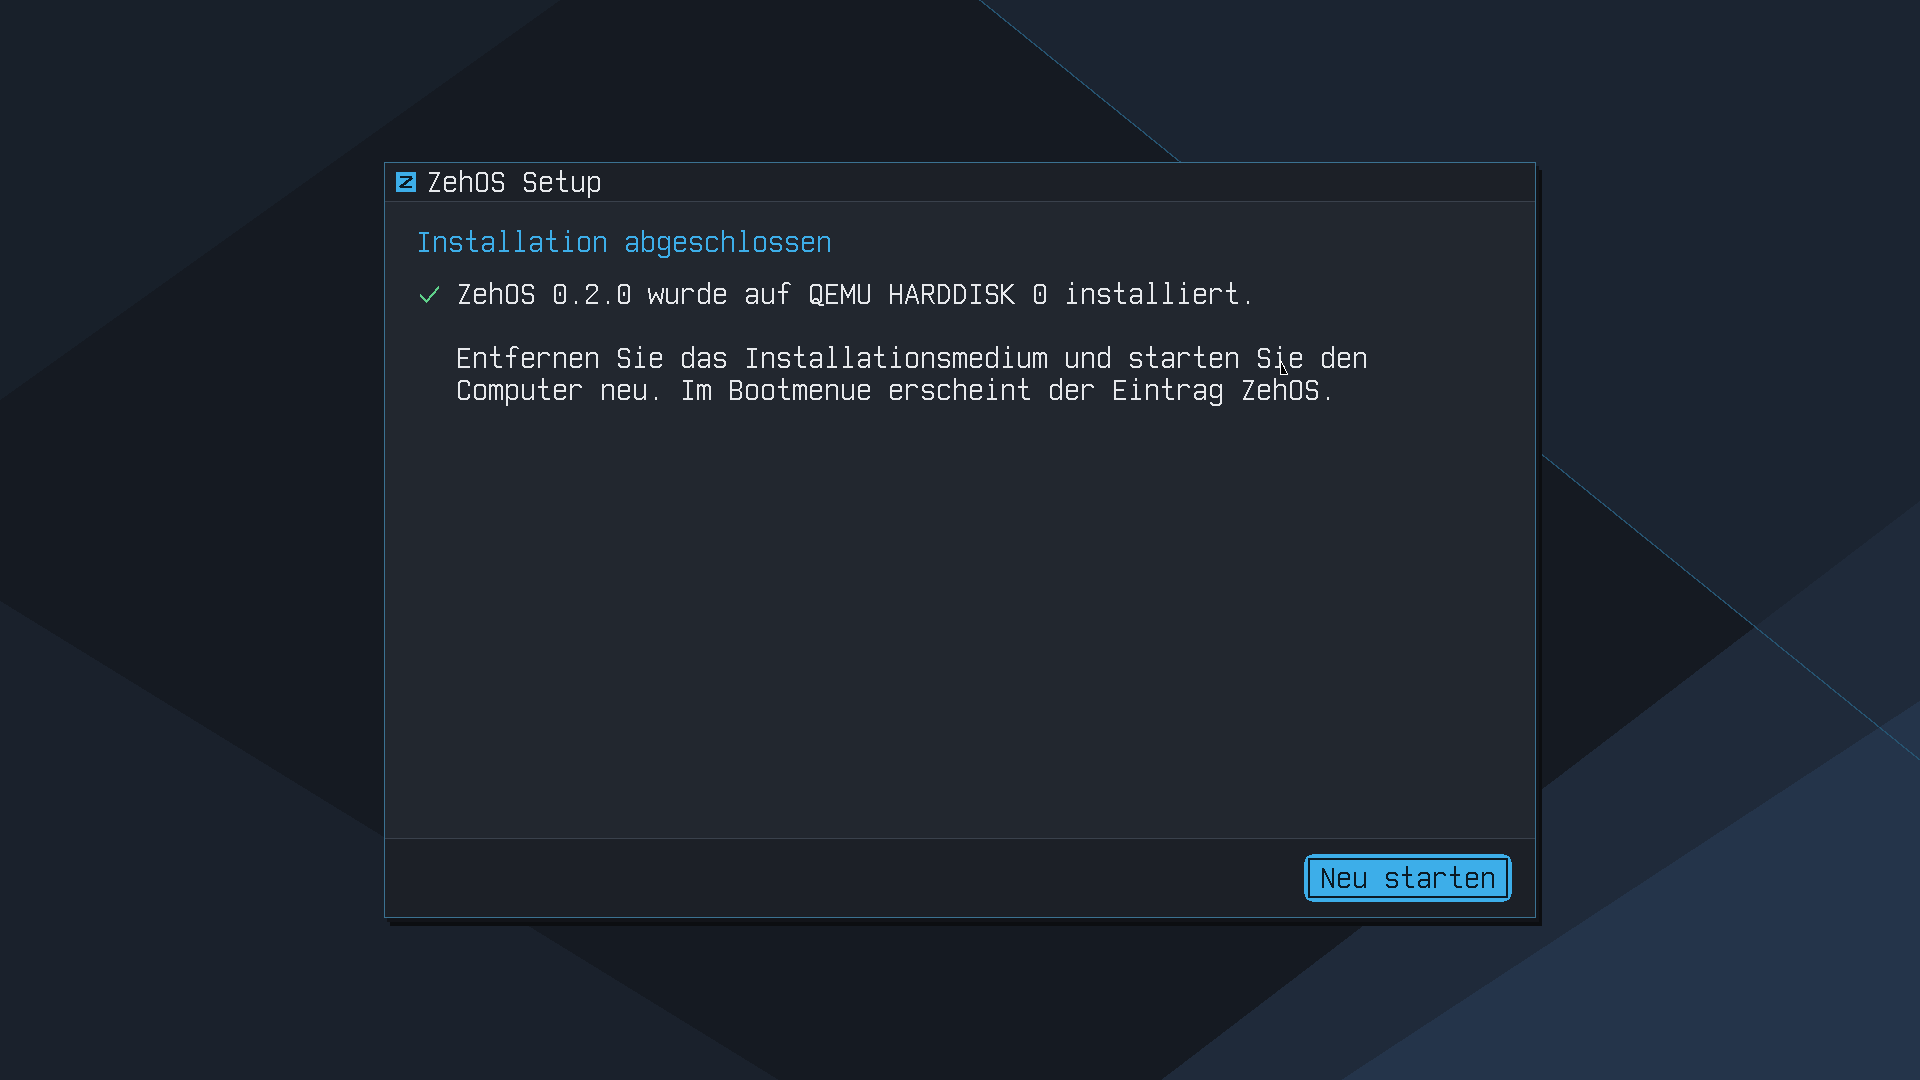 Z ZehOS Setup
Installation abgeschlossen
✓ ZehOS 0.2.0 wurde auf QEMU HARDDISK 0 installiert.
Entfernen Sie das Installationsmedium und starten Sie den
Computer neu. Im Bootmenue erscheint der Eintrag ZehOS.
Neu starten